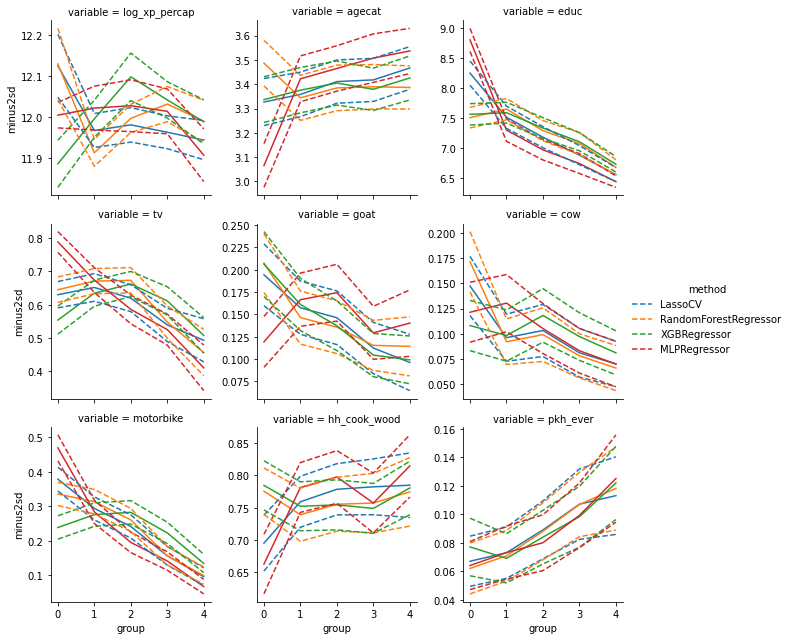 variable = log_xp_percap
variable = agecat
variable = educ
12.2
12.1
12.0
11.9
minus2sd
3.6
3.5
3.4
3.3
3.2
3.1
3.0
9.0
8.5
8.0
7.5
7.0
6.5
variable = tv
variable = goat
variable = cow
0.8
0.7
0.6
0.5
0.4
minus2sd
0.250
0.225
0.200
0.175
0.150
0.125
0.100
0.075
0.200
0.175
0.150
0.125
0.100
0.075
0.050
method
LassoCV
RandomForestRegressor
XGBRegressor
MLPRegressor
variable = motorbike
variable = hh_cook_wood
variable = pkh_ever
0.5
0.4
0.3
0.2
0.1
minus2sd
0.85
0.80
0.75
0.70
0.65
0.16
0.14
0.12
0.10
0.08
0.06
0.04
0 1 2 3 4
0 1 2 3 4
0 1 2 3 4
group
group
group